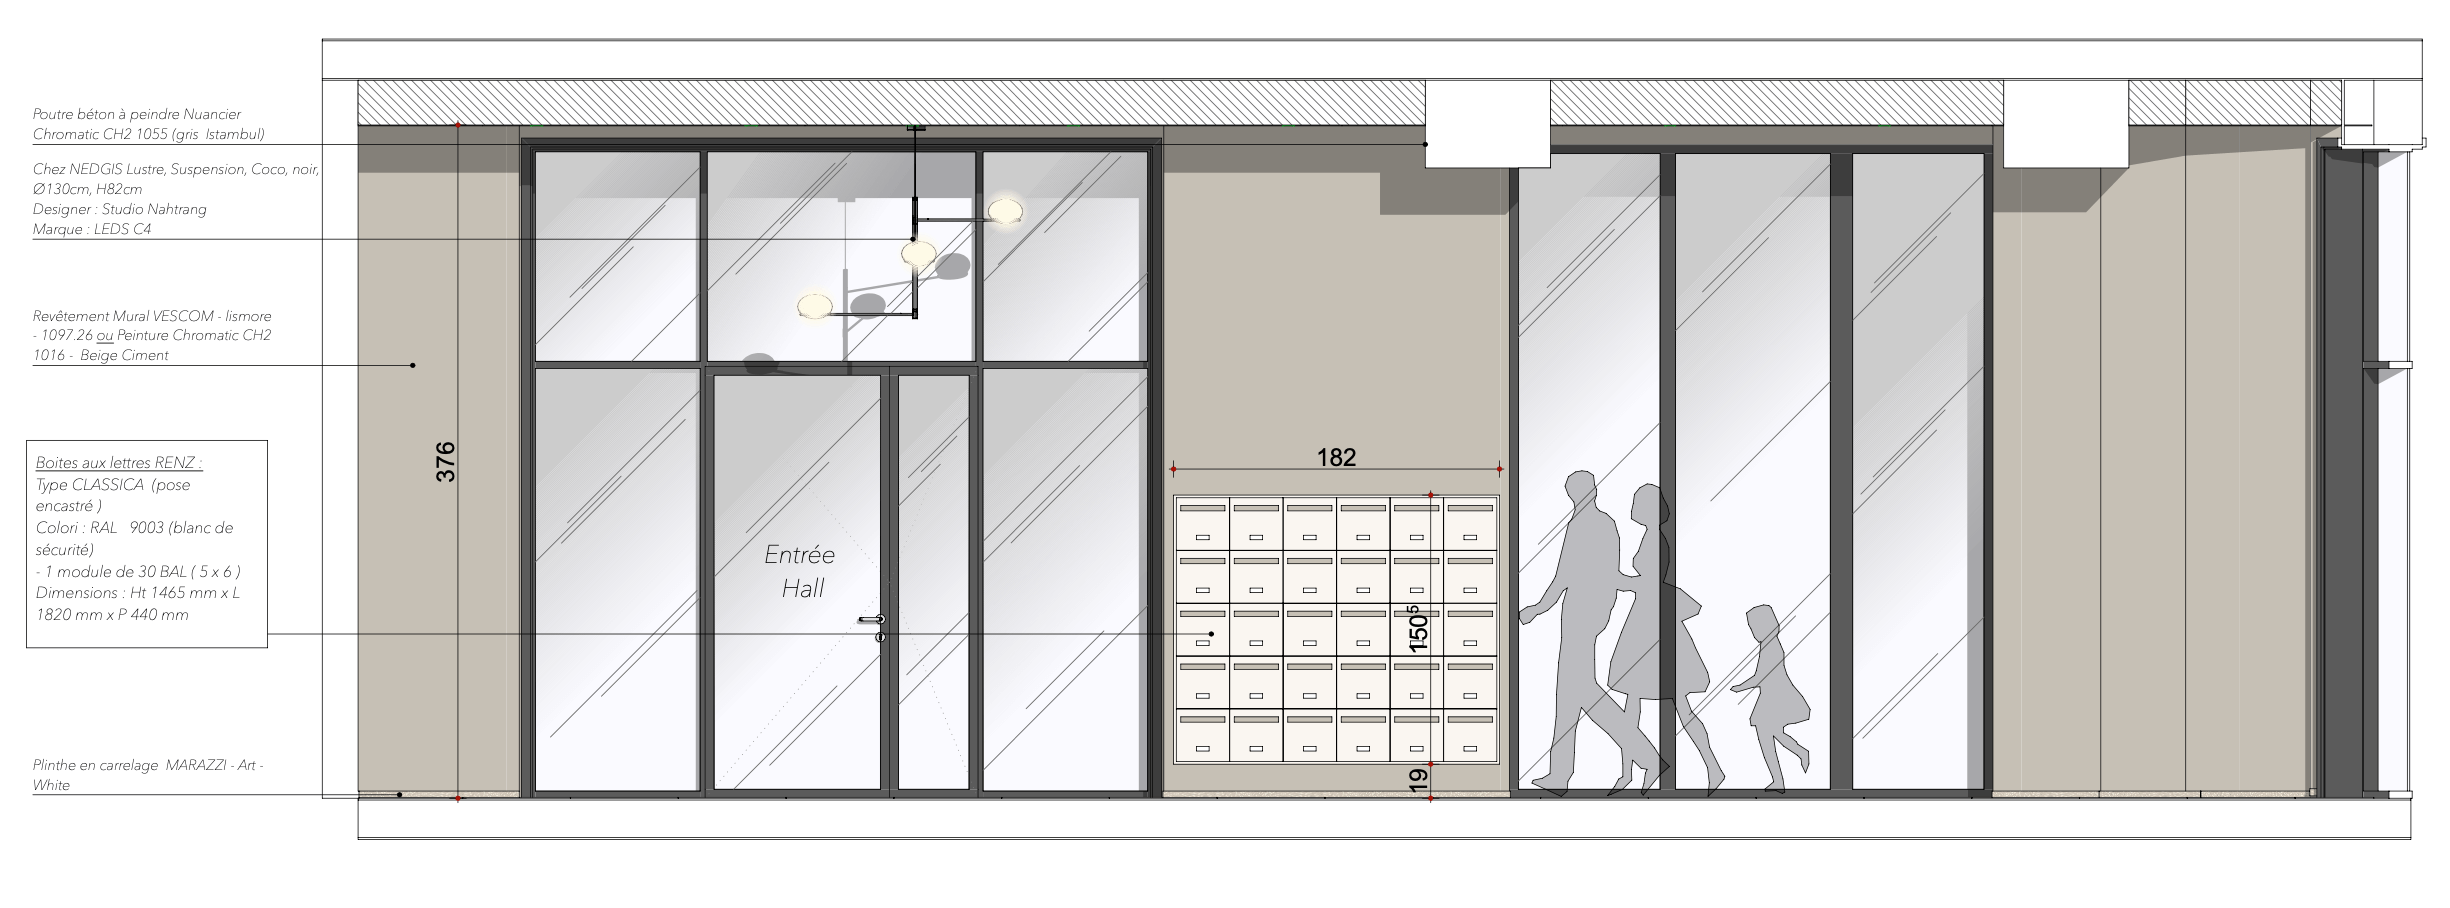 Poutre béton à peindre Nuancier
Chromatic CH2 1055 (gris Istambul)
Chez NEDGIS Lustre, Suspension, Coco, noir,
Ø130cm, H82cm
Designer : Studio Nahtrang
Marque : LEDS C4
Revêtement Mural VESCOM - lismore
- 1097.26 ou Peinture Chromatic CH2
1016 - Beige Ciment
Boites aux lettres RENZ :
Type CLASSICA (pose
encastré )
Colori : RAL 9003 (blanc de
sécurité)
- 1 module de 30 BAL ( 5 x 6 )
Dimensions : Ht 1465 mm x L
1820 mm x P 440 mm
Plinthe en carrelage MARAZZI - Art -
White
376
Entrée
Hall
182
150⁵
19